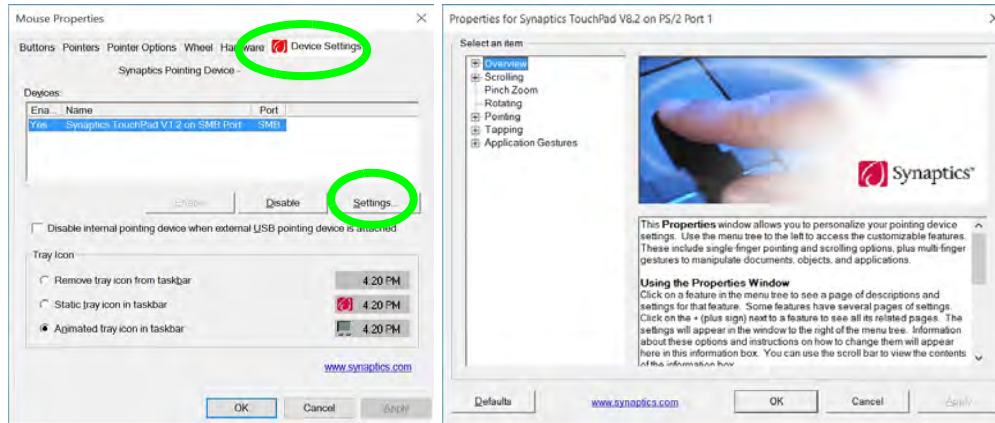 Mouse Properties
Buttons Pointers Pointer Options Wheel Hardware Device Settings
Synaptics Pointing Device -
Devices:
Ena... Name Port
Yes Synaptics TouchPad V1.2 on SMB Port SMB
Enable Disable Settings...
Disable internal pointing device when external USB pointing device is attached
Tray Icon
Remove tray icon from taskbar 4:20 PM
Static tray icon in taskbar 4:20 PM
Animated tray icon in taskbar 4:20 PM
www.synaptics.com
OK Cancel Apply
Properties for Synaptics TouchPad V8.2 on PS/2 Port 1
Select an item
Overview
Scrolling
Pinch Zoom
Rotating
Pointing
Tapping
Application Gestures
Synaptics
This Properties window allows you to personalize your pointing device
settings. Use the menu tree to the left to access the customizable features.
These include single-finger pointing and scrolling options, plus multi-finger
gestures to manipulate documents, objects, and applications.
Using the Properties Window
Click on a feature in the menu tree to see a page of descriptions and
settings for that feature. Some features have several pages of settings.
Click on the + (plus sign) next to a feature to see all its related pages. The
settings will appear in the window to the right of the menu tree. Information
about these options and instructions on how to change them will appear
here in this information box. You can use the scroll bar to view the contents
of the information box.
Defaults www.synaptics.com OK Cancel Apply